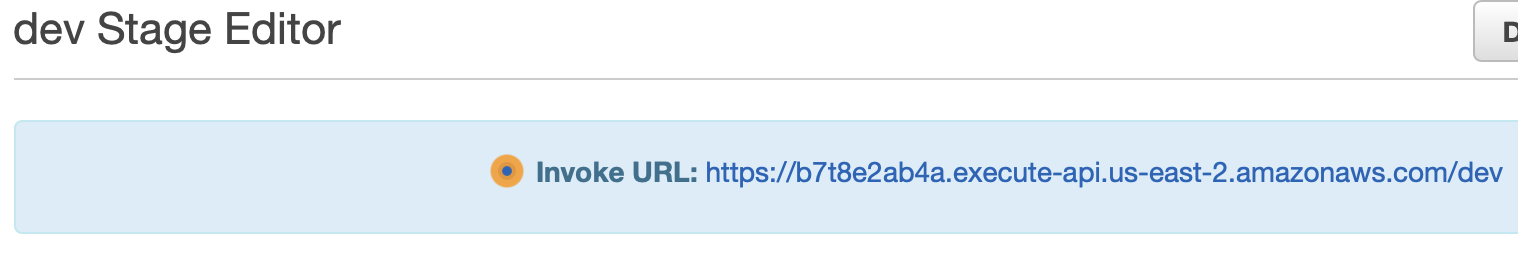 dev Stage Editor
D
Invoke URL: https://b7t8e2ab4a.execute-api.us-east-2.amazonaws.com/dev